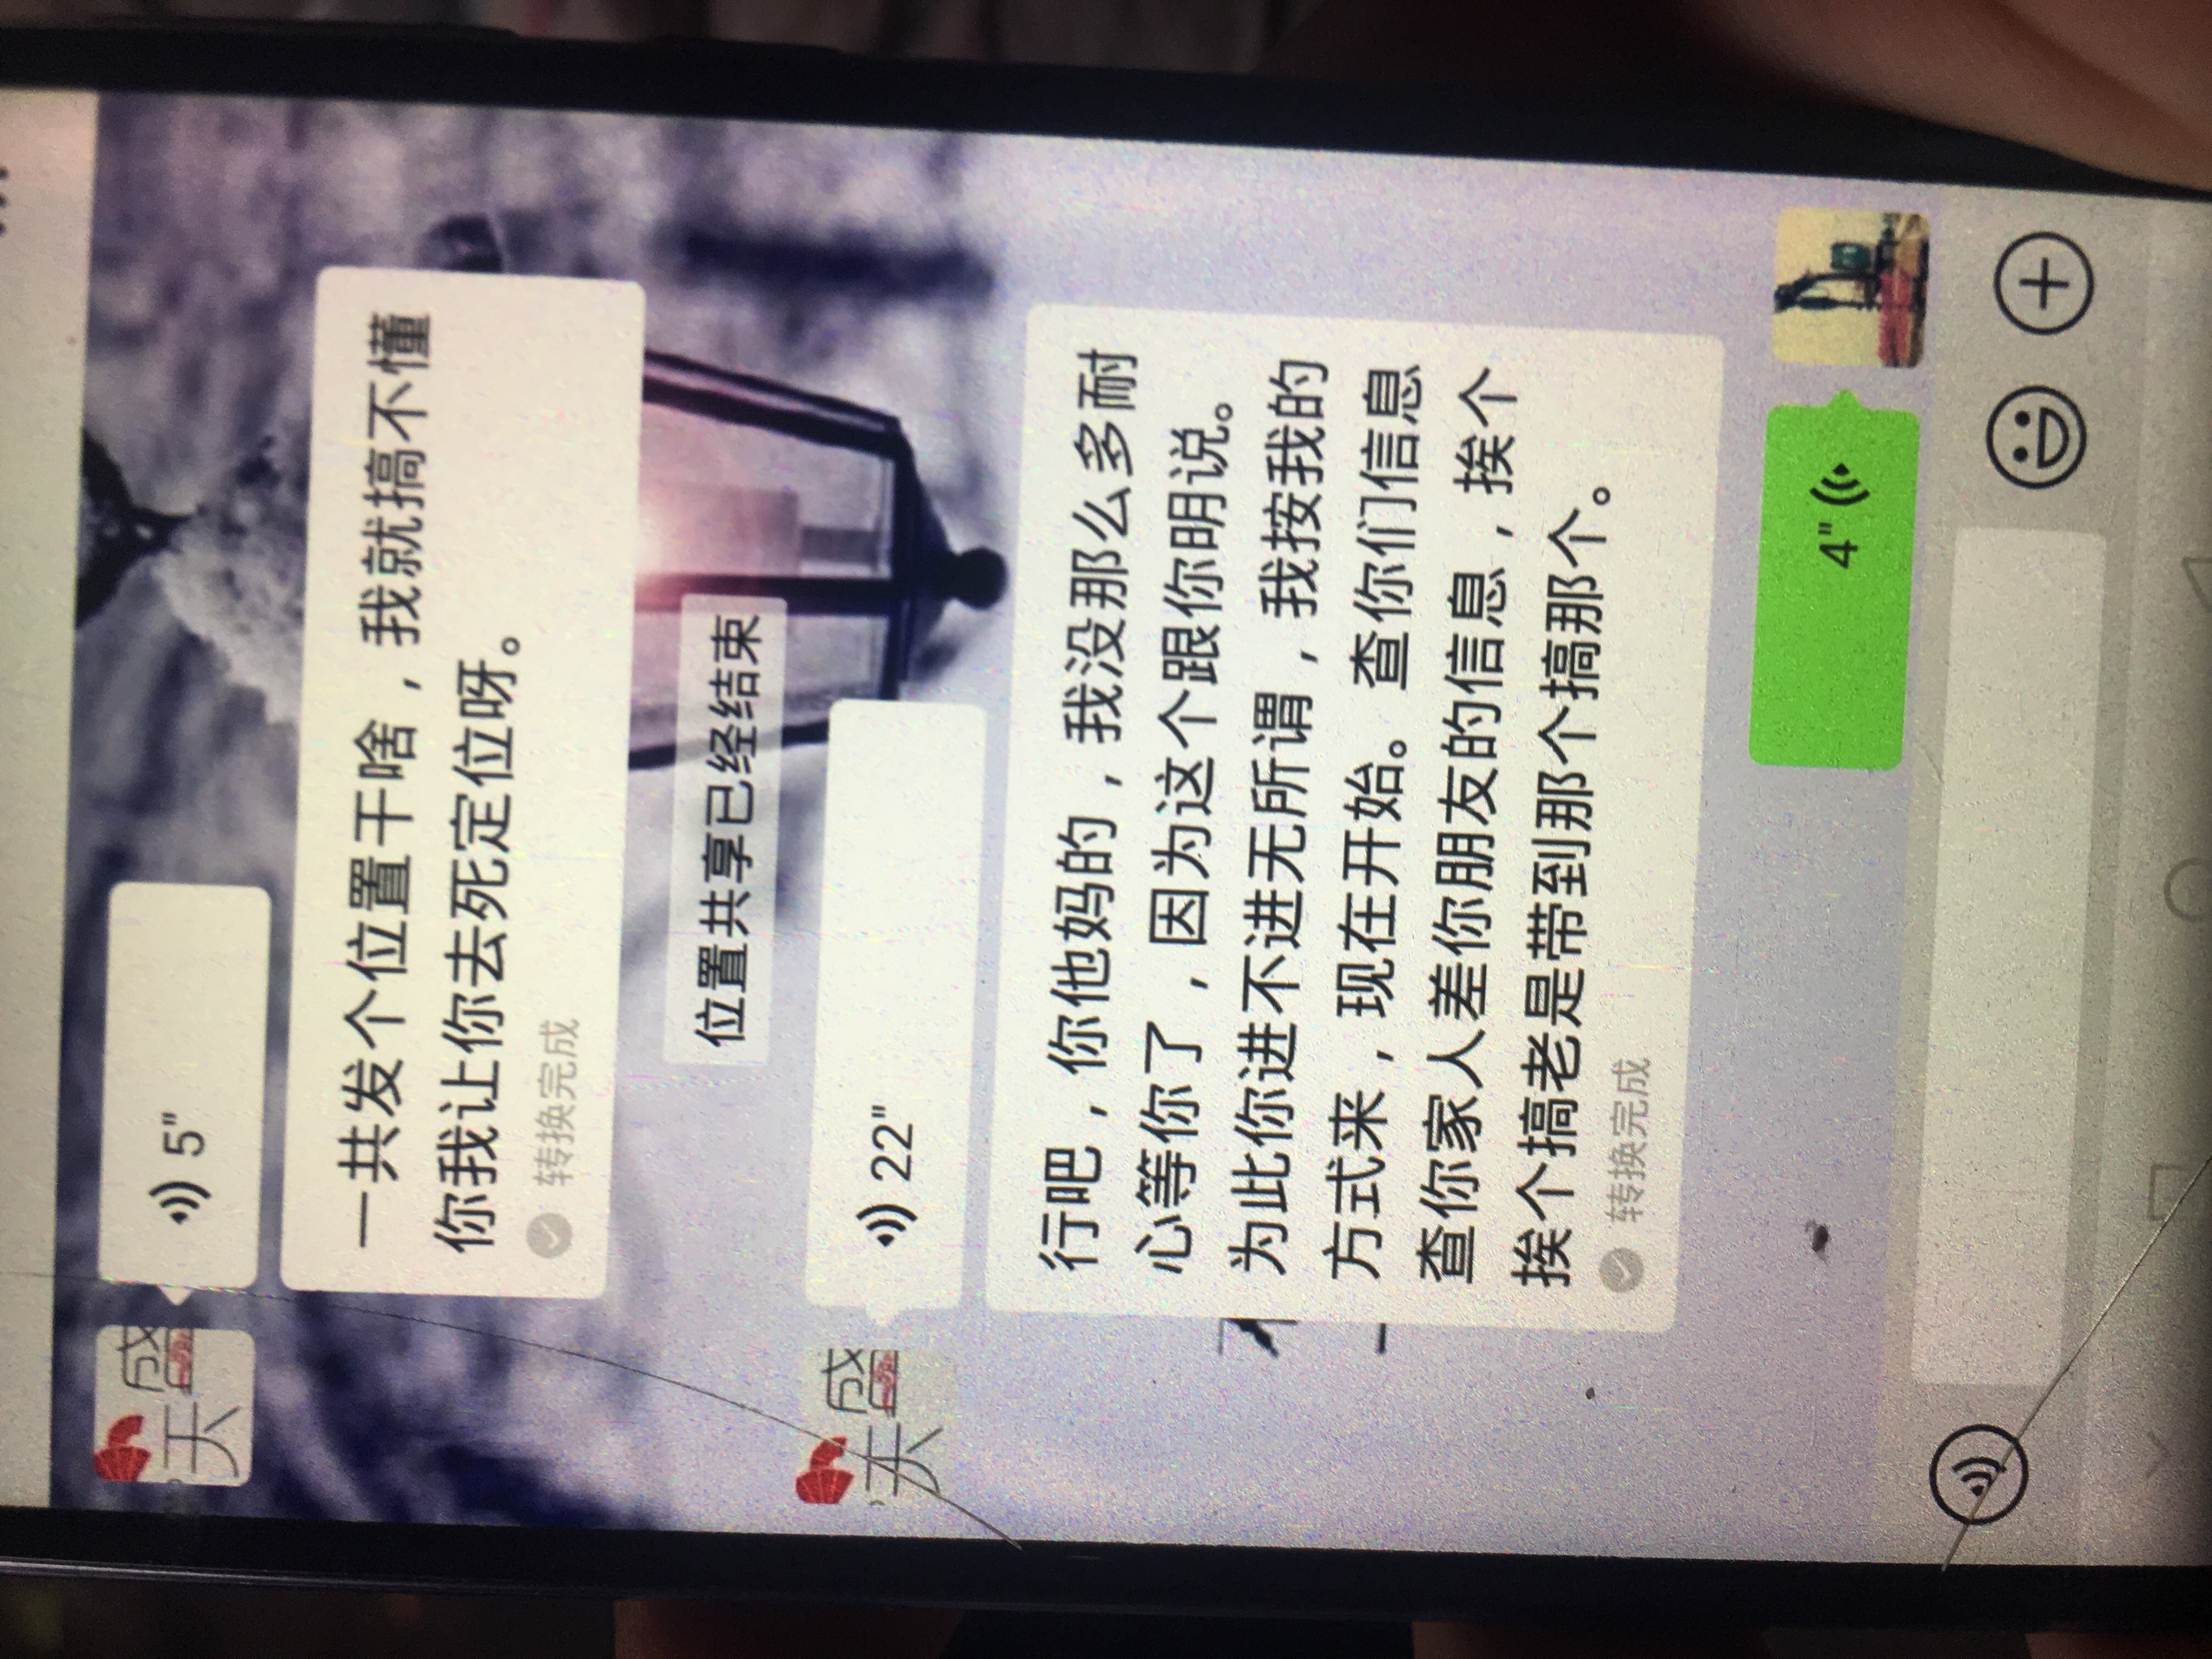 天盛
5"
一共发个位置干啥，我就搞不懂
你我让你去死定位呀。
转换完成
位置共享已经结束
天盛
22"
行吧，你他妈的，我没那么多耐
心等你了，因为这个跟你明说。
为此你进不进无所谓，我按我的
方式来，现在开始。查你们信息
查你家人差你朋友的信息，挨个
挨个搞老是带到那个搞那个。
转换完成
4"